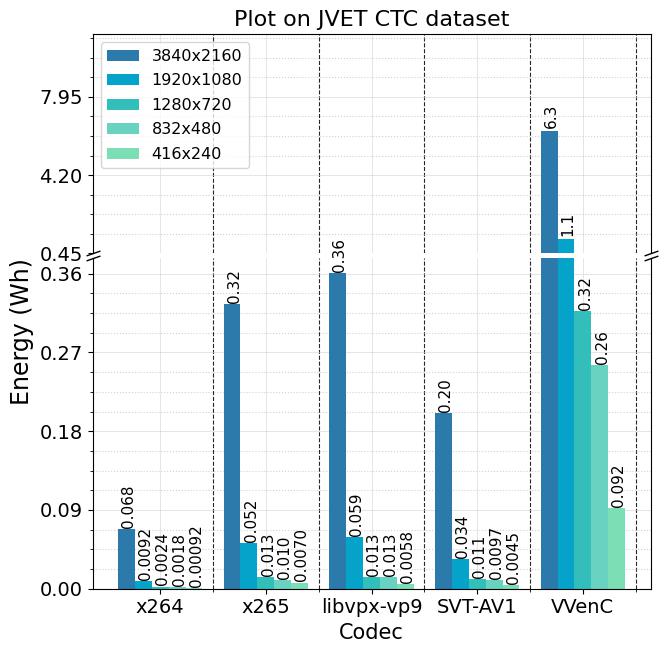 Plot on JVET CTC dataset
3840x2160
1920x1080
1280x720
832x480
416x240
7.95
4.20
0.45
0.36
0.27
0.18
0.09
0.00
Energy (Wh)
0.068
0.0092
0.0024
0.0018
0.00092
0.32
0.052
0.013
0.010
0.0070
0.36
0.059
0.013
0.013
0.0058
0.20
0.034
0.011
0.0097
0.0045
6.3
1.1
0.32
0.26
0.092
x264
x265
libvpx-vp9
SVT-AV1
VVenC
Codec